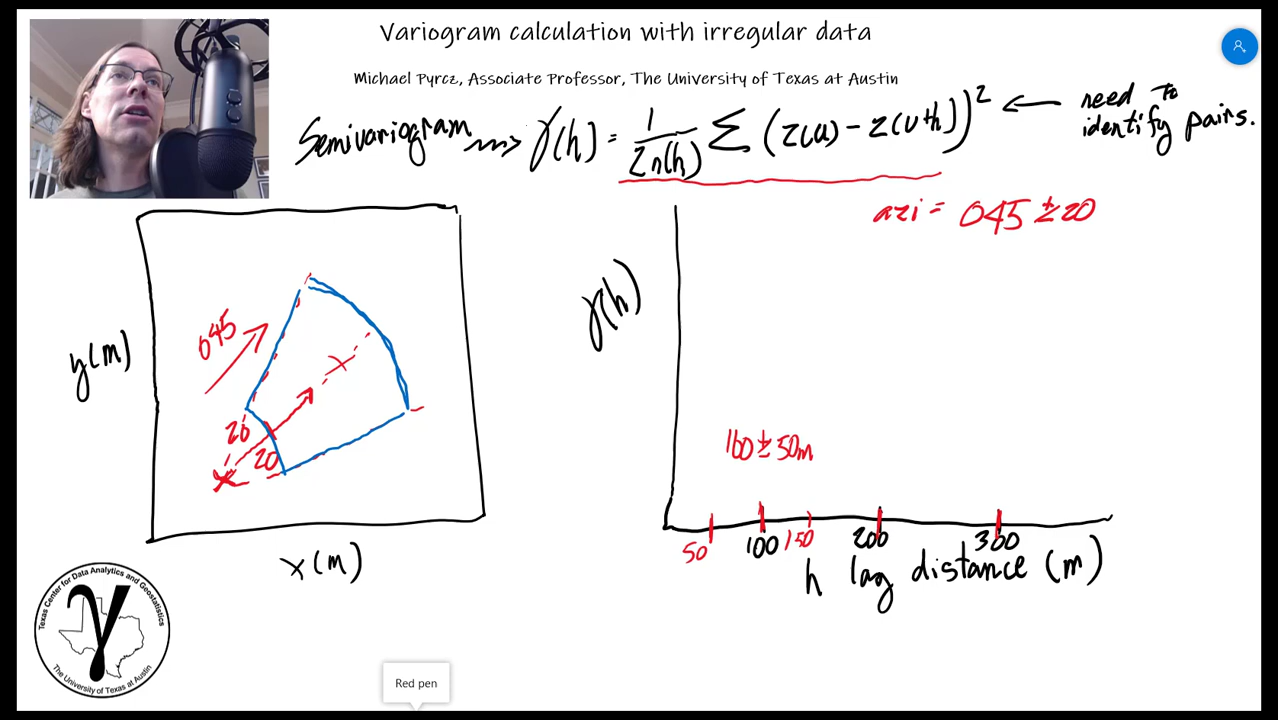 Variogram calculation with irregular data
Michael Pyrcz, Associate Professor, The University of Texas at Austin
Semivariogram ⟿ γ(h) = 1/2n(h) Σ (z(u) - z(u+h))² ← need to identify pairs.
azi = 045 ± 20
045
20
20
y(m)
x(m)
γ(h)
100 ± 50m
50
100
150
200
300
h lag distance (m)
Texas Center for Data Analytics and Geostatistics
γ
The University of Texas at Austin
Red pen